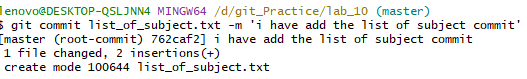 lenovo@DESKTOP-QSLJNN4 MINGW64 /d/git_Practice/lab_10 (master)
$ git commit list_of_subject.txt -m 'i have add the list of subject commit'
[master (root-commit) 762caf2] i have add the list of subject commit
 1 file changed, 2 insertions(+)
 create mode 100644 list_of_subject.txt